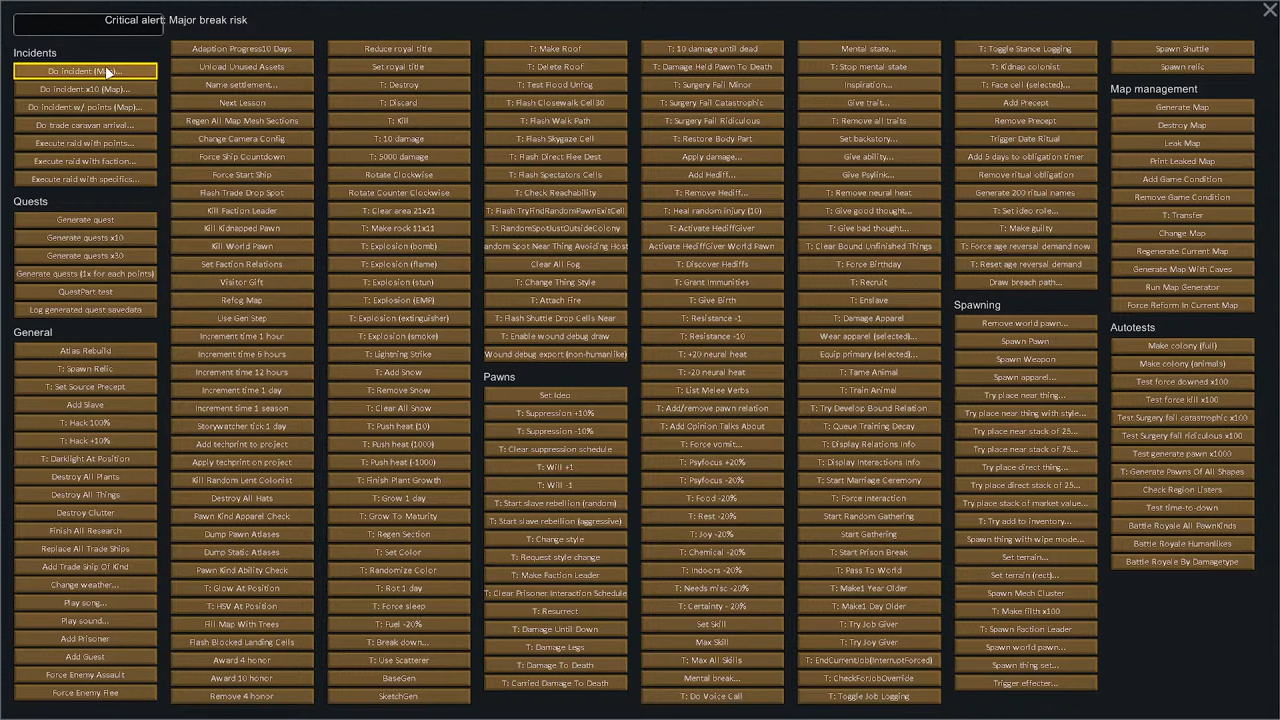 Critical alert: Major break risk
Incidents
Do incident (Map)...
Do incident x10 (Map)...
Do incident w/ points (Map)...
Do trade caravan arrival...
Execute raid with points...
Execute raid with faction...
Execute raid with specifics...
Quests
Generate quest
Generate quests x10
Generate quests x30
Generate quests (1x for each points)
QuestPart test
Log generated quest savedata
General
Atlas Rebuild
T: Spawn Relic
T: Set Source Precept
Add Slave
T: Hack 100%
T: Hack +10%
T: Darklight At Position
Destroy All Plants
Destroy All Things
Destroy Clutter
Finish All Research
Replace All Trade Ships
Add Trade Ship Of Kind
Change weather...
Play song...
Play sound...
Add Prisoner
Add Guest
Force Enemy Assault
Force Enemy Flee
Adaption Progress10 Days
Unload Unused Assets
Name settlement...
Next Lesson
Regen All Map Mesh Sections
Change Camera Config
Force Ship Countdown
Force Start Ship
Flash Trade Drop Spot
Kill Faction Leader
Kill Kidnapped Pawn
Kill World Pawn
Set Faction Relations
Visitor Gift
Refog Map
Use Gen Step
Increment time 1 hour
Increment time 6 hours
Increment time 12 hours
Increment time 1 day
Increment time 1 season
Storywatcher tick 1 day
Add techprint to project
Apply techprint on project
Kill Random Lent Colonist
Destroy All Hats
Pawn Kind Apparel Check
Dump Pawn Atlases
Dump Static Atlases
Pawn Kind Ability Check
T: Glow At Position
T: HSV At Position
Fill Map With Trees
Flash Blocked Landing Cells
Award 4 honor
Award 10 honor
Remove 4 honor
Reduce royal title
Set royal title
T: Destroy
T: Discard
T: Kill
T: 10 damage
T: 5000 damage
Rotate Clockwise
Rotate Counter Clockwise
T: Clear area 21x21
T: Make rock 11x11
T: Explosion (bomb)
T: Explosion (flame)
T: Explosion (stun)
T: Explosion (EMP)
T: Explosion (extinguisher)
T: Explosion (smoke)
T: Lightning Strike
T: Add Snow
T: Remove Snow
T: Clear All Snow
T: Push heat (10)
T: Push heat (1000)
T: Push heat (-1000)
T: Finish Plant Growth
T: Grow 1 day
T: Grow To Maturity
T: Regen Section
T: Set Color
T: Randomize Color
T: Rot 1 day
T: Force sleep
T: Fuel -20%
T: Break down...
T: Use Scatterer
BaseGen
SketchGen
T: Make Roof
T: Delete Roof
T: Test Flood Unfog
T: Flash Closewalk Cell 30
T: Flash Walk Path
T: Flash Skygaze Cell
T: Flash Direct Flee Dest
T: Flash Spectators Cells
T: Check Reachability
T: Flash TryFindRandomPawnExitCell
T: RandomSpotJustOutsideColony
andom Spot Near Thing Avoiding Host
Clear All Fog
T: Change Thing Style
T: Attach Fire
T: Flash Shuttle Drop Cells Near
T: Enable wound debug draw
Wound debug export (non-humanlike)
Pawns
Set Ideo
T: Suppression +10%
T: Suppression -10%
T: Clear suppression schedule
T: Will +1
T: Will -1
T: Start slave rebellion (random)
T: Start slave rebellion (aggressive)
T: Change style
T: Request style change
T: Make Faction Leader
T: Clear Prisoner Interaction Schedule
T: Resurrect
T: Damage Until Down
T: Damage Legs
T: Damage To Death
T: Carried Damage To Death
T: 10 damage until dead
T: Damage Held Pawn To Death
T: Surgery Fail Minor
T: Surgery Fail Catastrophic
T: Surgery Fail Ridiculous
T: Restore Body Part
Apply damage...
Add Hediff...
T: Remove Hediff...
T: Heal random injury (10)
T: Activate HediffGiver
Activate HediffGiver World Pawn
T: Discover Hediffs
T: Grant Immunities
T: Give Birth
T: Resistance -1
T: Resistance -10
T: +20 neural heat
T: -20 neural heat
T: List Melee Verbs
T: Add/remove pawn relation
T: Add Opinion Talks About
T: Force vomit...
T: Psyfocus +20%
T: Psyfocus -20%
T: Food -20%
T: Rest -20%
T: Joy -20%
T: Chemical -20%
T: Indoors -20%
T: Needs misc -20%
T: Certainty - 20%
Set Skill
Max Skill
T: Max All Skills
Mental break...
T: Do Voice Call
Mental state...
T: Stop mental state
Inspiration...
Give trait...
T: Remove all traits
Set backstory...
Give ability...
Give Psylink...
T: Remove neural heat
T: Give good thought...
T: Give bad thought...
T: Clear Bound Unfinished Things
T: Force Birthday
T: Recruit
T: Enslave
T: Damage Apparel
Wear apparel (selected)...
Equip primary (selected)...
T: Tame Animal
T: Train Animal
T: Try Develop Bound Relation
T: Queue Training Decay
T: Display Relations Info
T: Display Interactions Info
T: Start Marriage Ceremony
T: Force Interaction
Start Random Gathering
Start Gathering
T: Start Prison Break
T: Pass To World
T: Make1 Year Older
T: Make1 Day Older
T: Try Job Giver
T: Try Joy Giver
T: EndCurrentJob(InterruptForced)
T: CheckForJobOverride
T: Toggle Job Logging
T: Toggle Stance Logging
T: Kidnap colonist
T: Face cell (selected)...
Add Precept
Remove Precept
Trigger Date Ritual
Add 5 days to obligation timer
Remove ritual obligation
Generate 200 ritual names
T: Set ideo role...
T: Make guilty
T: Force age reversal demand now
T: Reset age reversal demand
Draw breach path...
Spawning
Remove world pawn...
Spawn Pawn
Spawn Weapon
Spawn apparel...
Try place near thing...
Try place near thing with style...
Try place near stack of 25...
Try place near stack of 75...
Try place direct thing...
Try place direct stack of 25...
Try place stack of market value...
T: Try add to inventory...
Spawn thing with wipe mode...
Set terrain...
Set terrain (rect)...
Spawn Mech Cluster
T: Make filth x100
T: Spawn Faction Leader
Spawn world pawn...
Spawn thing set...
Trigger effecter...
Spawn Shuttle
Spawn relic
Map management
Generate Map
Destroy Map
Leak Map
Print Leaked Map
Add Game Condition
Remove Game Condition
T: Transfer
Change Map
Regenerate Current Map
Generate Map With Caves
Run Map Generator
Force Reform In Current Map
Autotests
Make colony (full)
Make colony (animals)
Test force downed x100
Test force kill x100
Test Surgery fail catastrophic x100
Test Surgery fail ridiculous x100
Test generate pawn x1000
T: Generate Pawns Of All Shapes
Check Region Listers
Test time-to-down
Battle Royale All PawnKinds
Battle Royale Humanlikes
Battle Royale By Damagetype